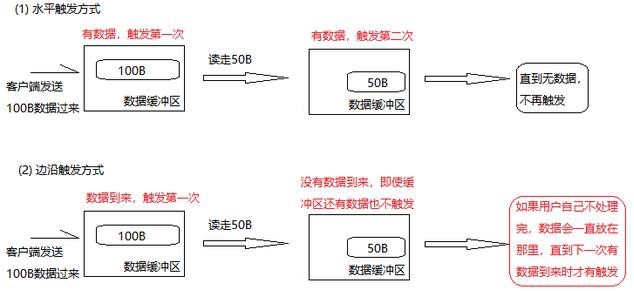 (1) 水平触发方式
有数据，触发第一次
有数据，触发第二次
100B
读走50B
50B
客户端发送
100B数据过来
数据缓冲区
数据缓冲区
直到无数据，
不再触发
(2) 边沿触发方式
数据到来，触发第一次
没有数据到来，即使缓
冲区还有数据也不触发
100B
读走50B
50B
客户端发送
100B数据过来
数据缓冲区
数据缓冲区
如果用户自己不处理
完，数据会一直放在
那里，直到下一次有
数据到来时才有触发